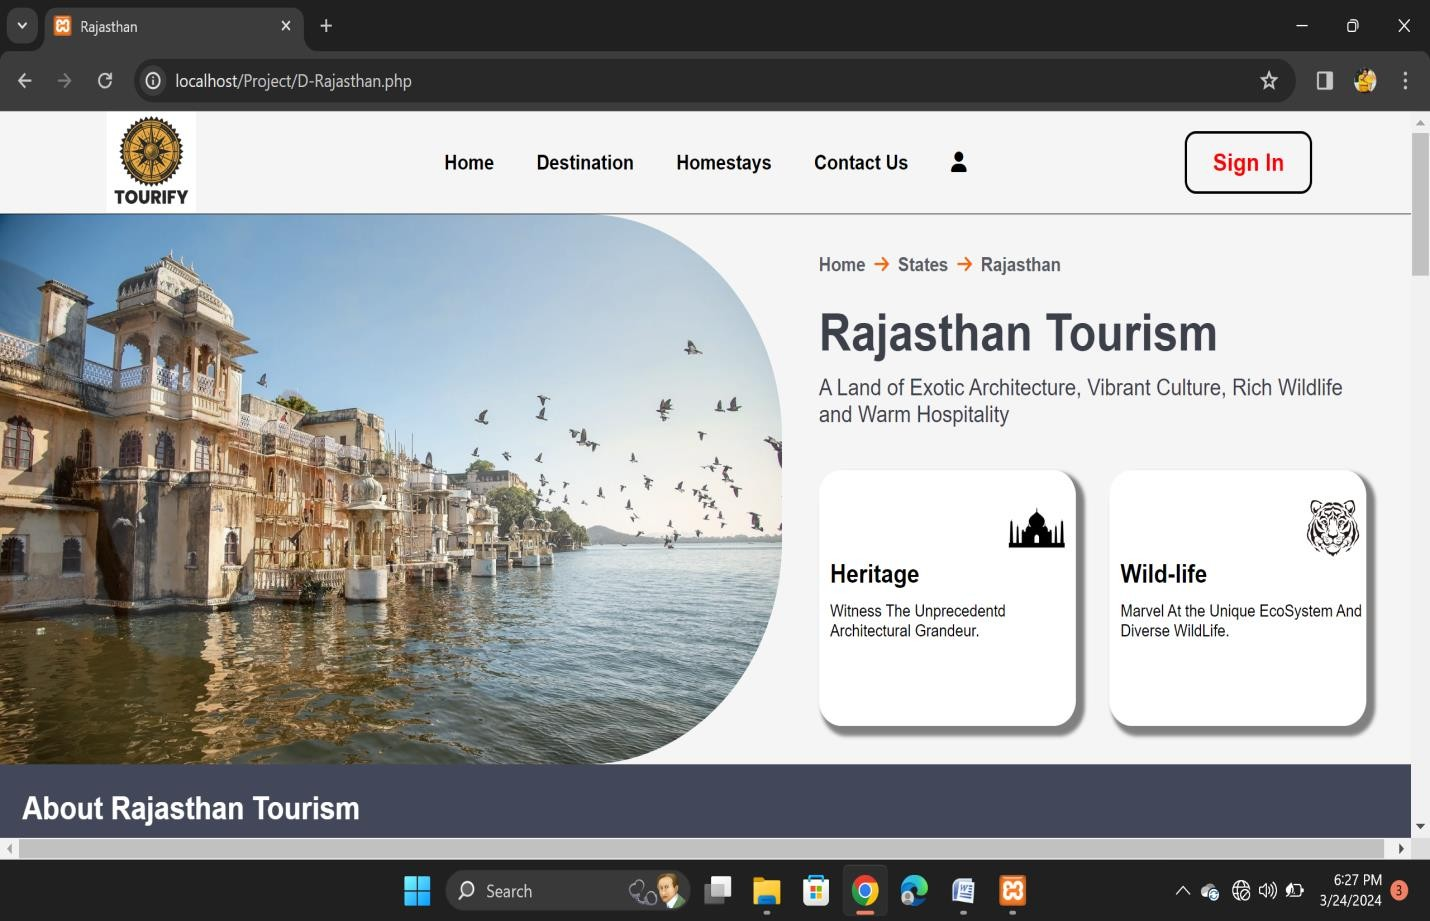 Rajasthan
localhost/Project/D-Rajasthan.php
TOURIFY
Home Destination Homestays Contact Us
Sign In
Home → States → Rajasthan
Rajasthan Tourism
A Land of Exotic Architecture, Vibrant Culture, Rich Wildlife
and Warm Hospitality
Heritage
Witness The Unprecedentd
Architectural Grandeur.
Wild-life
Marvel At the Unique EcoSystem And
Diverse WildLife.
About Rajasthan Tourism
Search
6:27 PM
3/24/2024
3